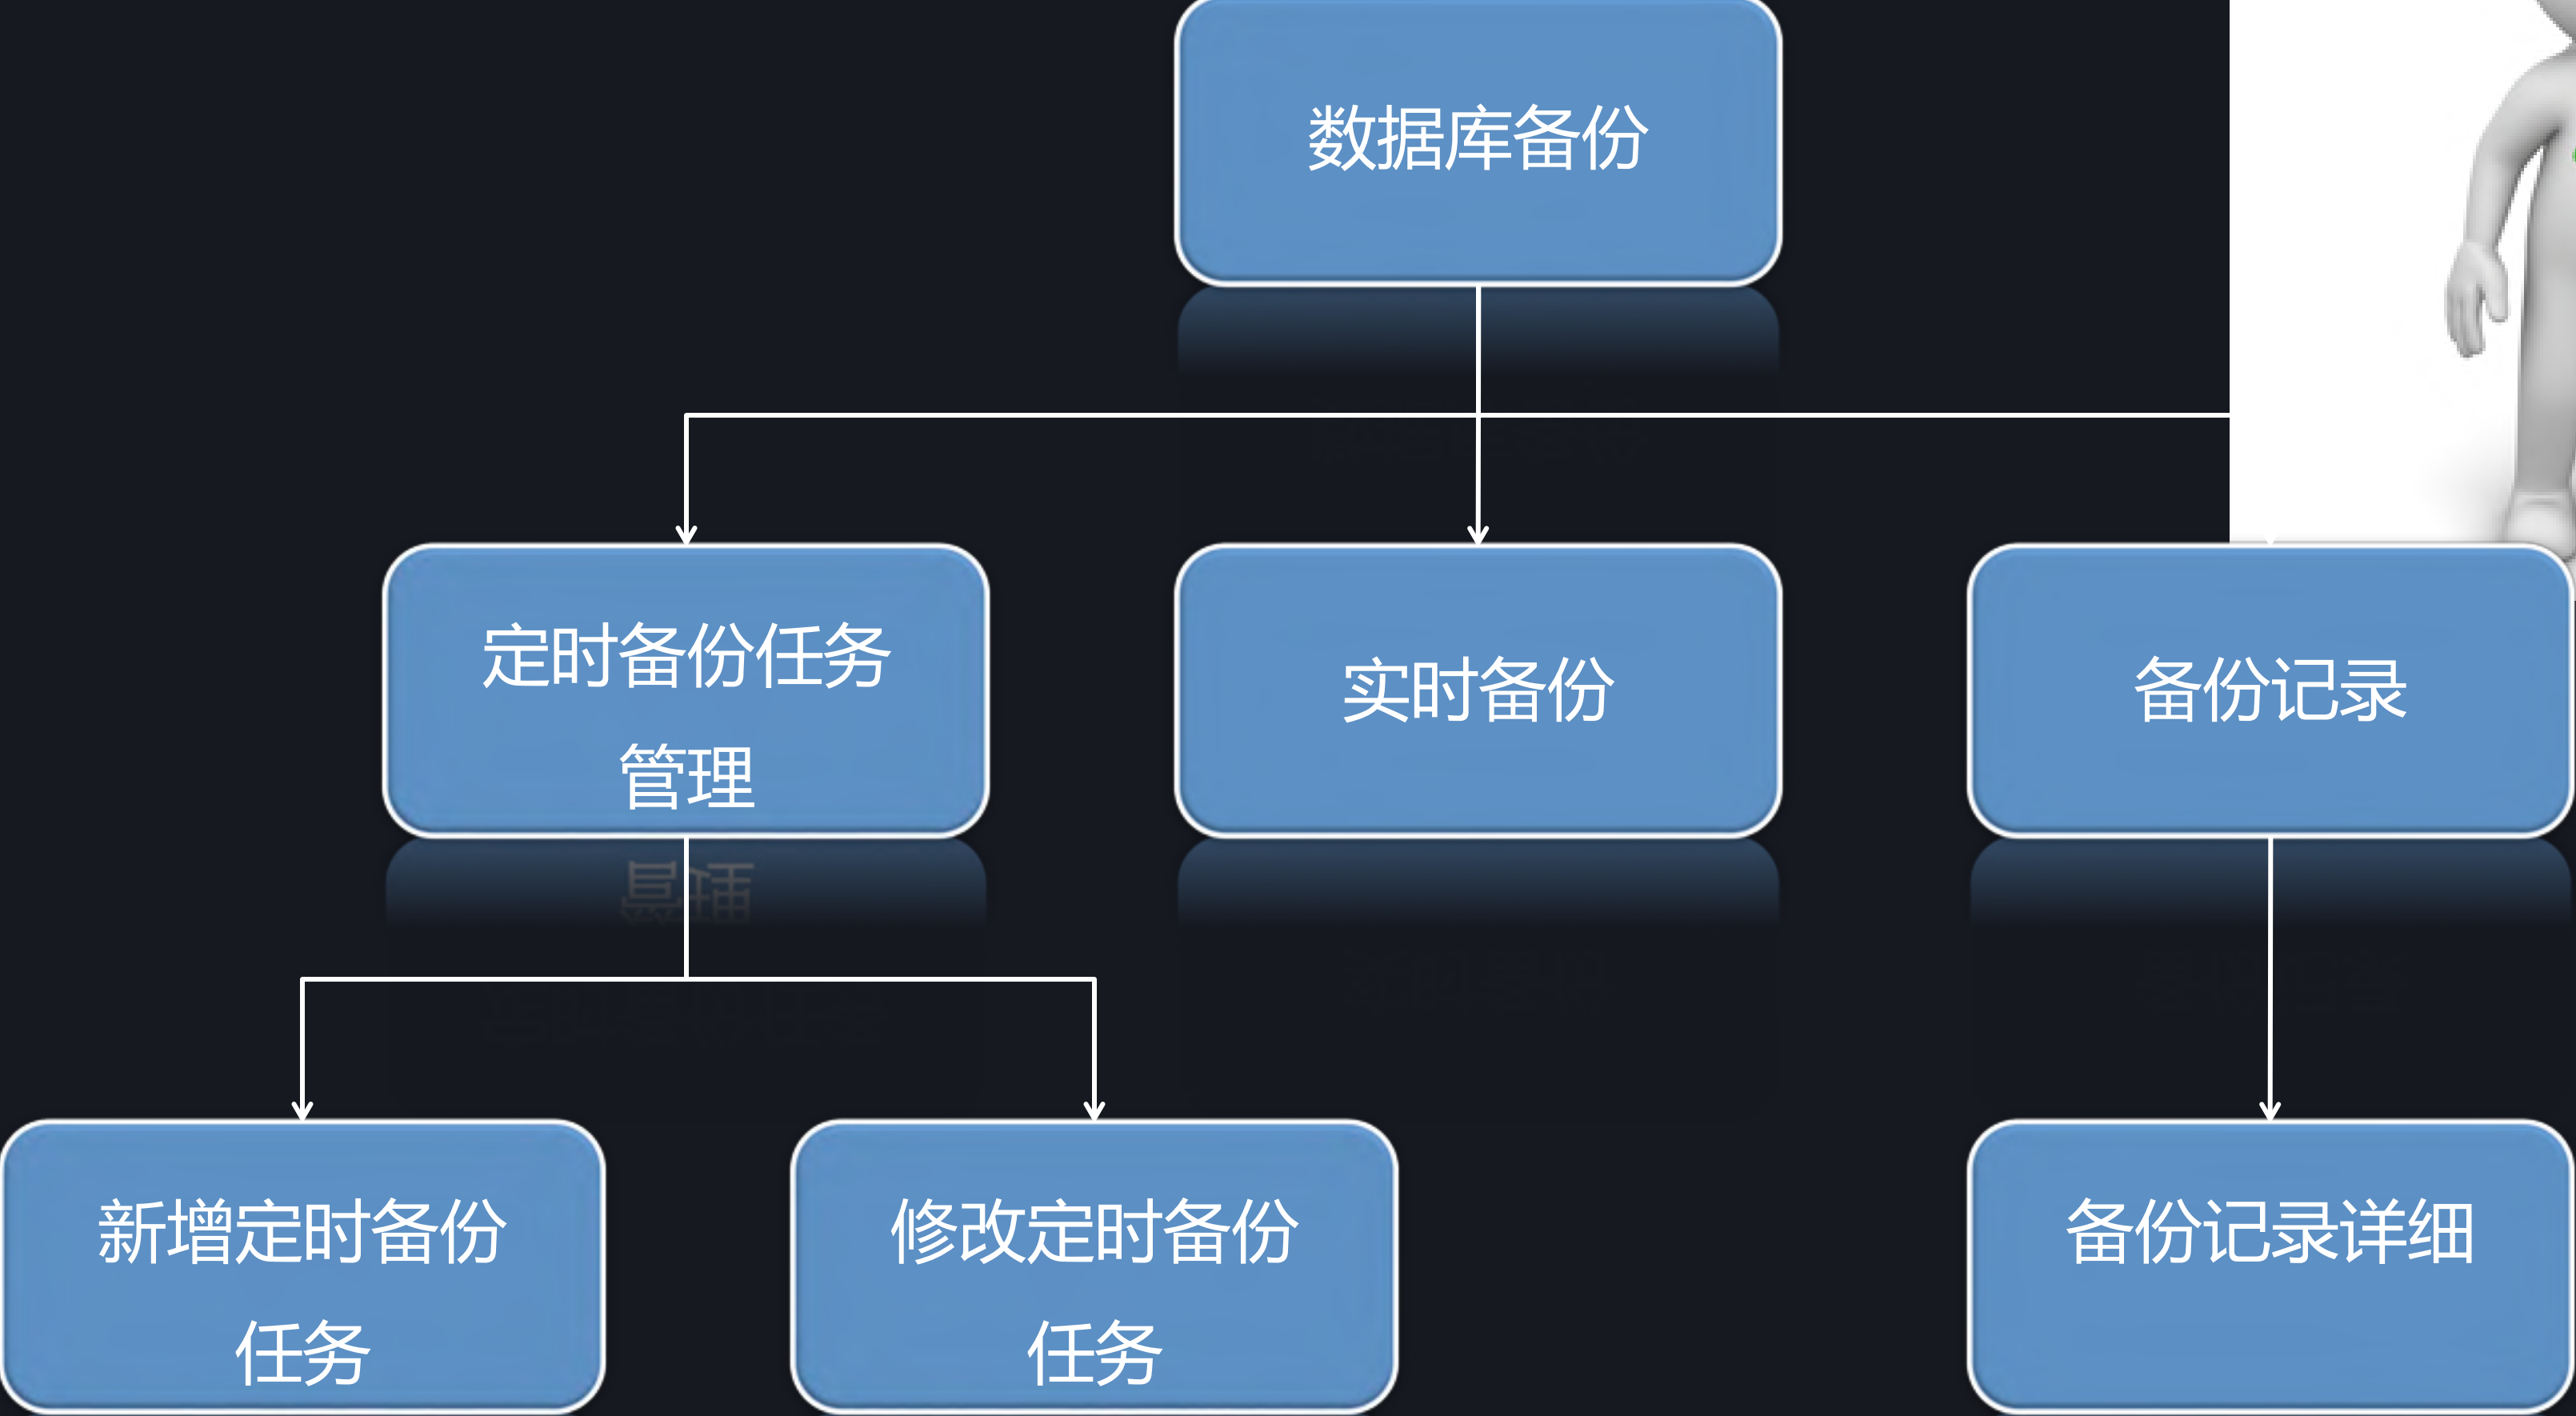 数据库备份
定时备份任务
管理
实时备份
备份记录
新增定时备份
任务
修改定时备份
任务
备份记录详细